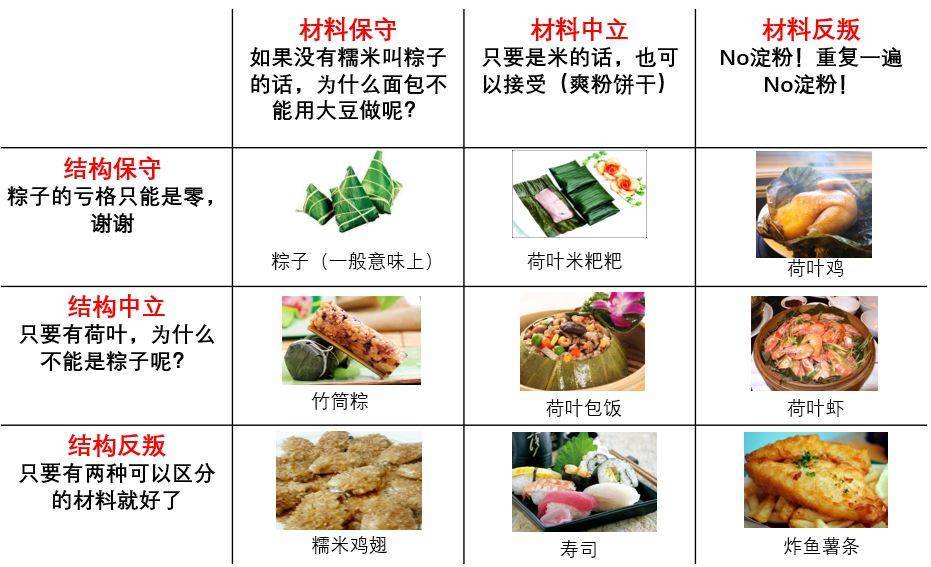 材料保守
如果没有糯米叫粽子
的话，为什么面包不
能用大豆做呢？
材料中立
只要是米的话，也可
以接受（爽粉饼干）
材料反叛
No淀粉！重复一遍
No淀粉！
结构保守
粽子的亏格只能是零，
谢谢
粽子（一般意味上）
荷叶米粑粑
荷叶鸡
结构中立
只要有荷叶，为什么
不能是粽子呢？
竹筒粽
荷叶包饭
荷叶虾
结构反叛
只要有两种可以区分
的材料就好了
糯米鸡翅
寿司
炸鱼薯条